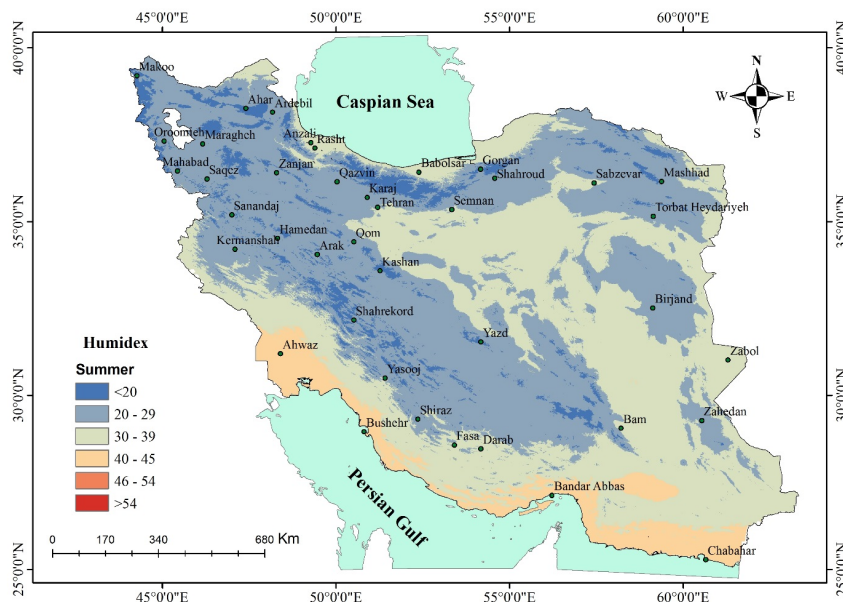 45°0'0"E 50°0'0"E 55°0'0"E 60°0'0"E
40°0'0"N
40°0'0"N
Makoo
N
W E
S
Caspian Sea
Ahar
Ardebil
Oroomieh
Maragheh
Anzali
Rasht
Mahabad
Saqez
Zanjan
Qazvin
Babolsar
Gorgan
Shahroud
Sabzevar
Mashhad
Karaj
Tehran
Semnan
Torbat Heydariyeh
Sanandaj
35°0'0"N
35°0'0"N
Hamedan
Kermanshah
Arak
Qom
Kashan
Birjand
Shahrekord
Yazd
Zabol
Humidex
Ahwaz
Summer
<20
20 - 29
30 - 39
40 - 45
46 - 54
>54
Yasooj
30°0'0"N
30°0'0"N
Shiraz
Bushehr
Fasa
Darab
Bam
Zahedan
Persian Gulf
Bandar Abbas
0 170 340 680 Km
Chabahar
25°0'0"N
25°0'0"N
45°0'0"E 50°0'0"E 55°0'0"E 60°0'0"E